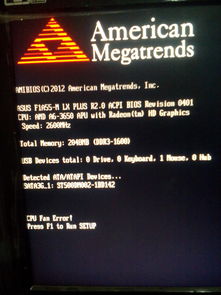 American
Megatrends
AMIBIOS(C)2012 American Megatrends, Inc.
ASUS F1A55-M LX PLUS R2.0 ACPI BIOS Revision 0401
CPU: AMD A6-3650 APU with Radeon(tm) HD Graphics
Speed: 2600MHz
Total Memory: 2048MB (DDR3-1600)
USB Devices total: 0 Drive, 0 Keyboard, 1 Mouse, 0 Hub
Detected ATA/ATAPI Devices...
SATA3G_1: ST500DM002-1BD142
CPU Fan Error!
Press F1 to Run SETUP